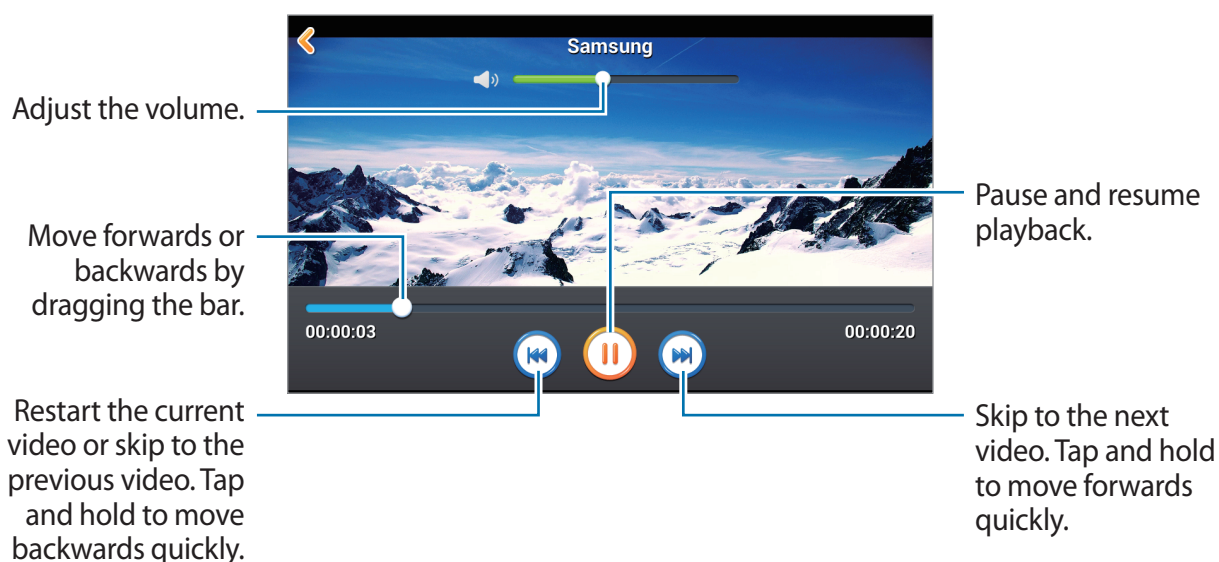 Samsung
Adjust the volume.
Move forwards or
backwards by
dragging the bar.
Pause and resume
playback.
00:00:03
00:00:20
Restart the current
video or skip to the
previous video. Tap
and hold to move
backwards quickly.
Skip to the next
video. Tap and hold
to move forwards
quickly.